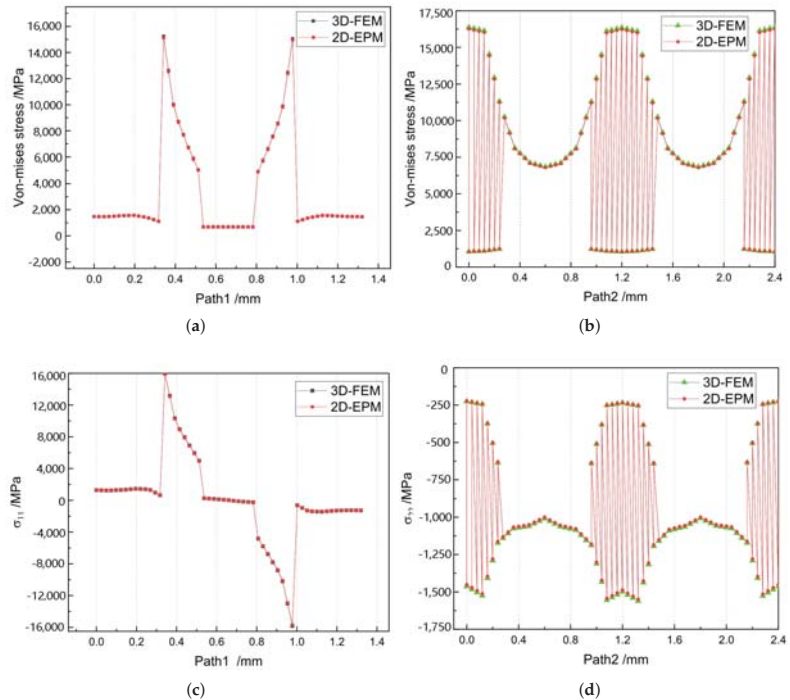 16,000
14,000
12,000
10,000
8,000
6,000
4,000
2,000
0
-2,000
Von-mises stress /MPa
3D-FEM
2D-EPM
0.0 0.2 0.4 0.6 0.8 1.0 1.2 1.4
Path1 /mm
(a)
17,500
15,000
12,500
10,000
7,500
5,000
2,500
0
Von-mises stress /MPa
3D-FEM
2D-EPM
0.0 0.4 0.8 1.2 1.6 2.0 2.4
Path2 /mm
(b)
16,000
12,000
8,000
4,000
0
-4,000
-8,000
-12,000
-16,000
σ₁₁ /MPa
3D-FEM
2D-EPM
0.0 0.2 0.4 0.6 0.8 1.0 1.2 1.4
Path1 /mm
(c)
0
-250
-500
-750
-1,000
-1,250
-1,500
-1,750
/MPa
3D-FEM
2D-EPM
0.0 0.4 0.8 1.2 1.6 2.0 2.4
Path2 /mm
(d)